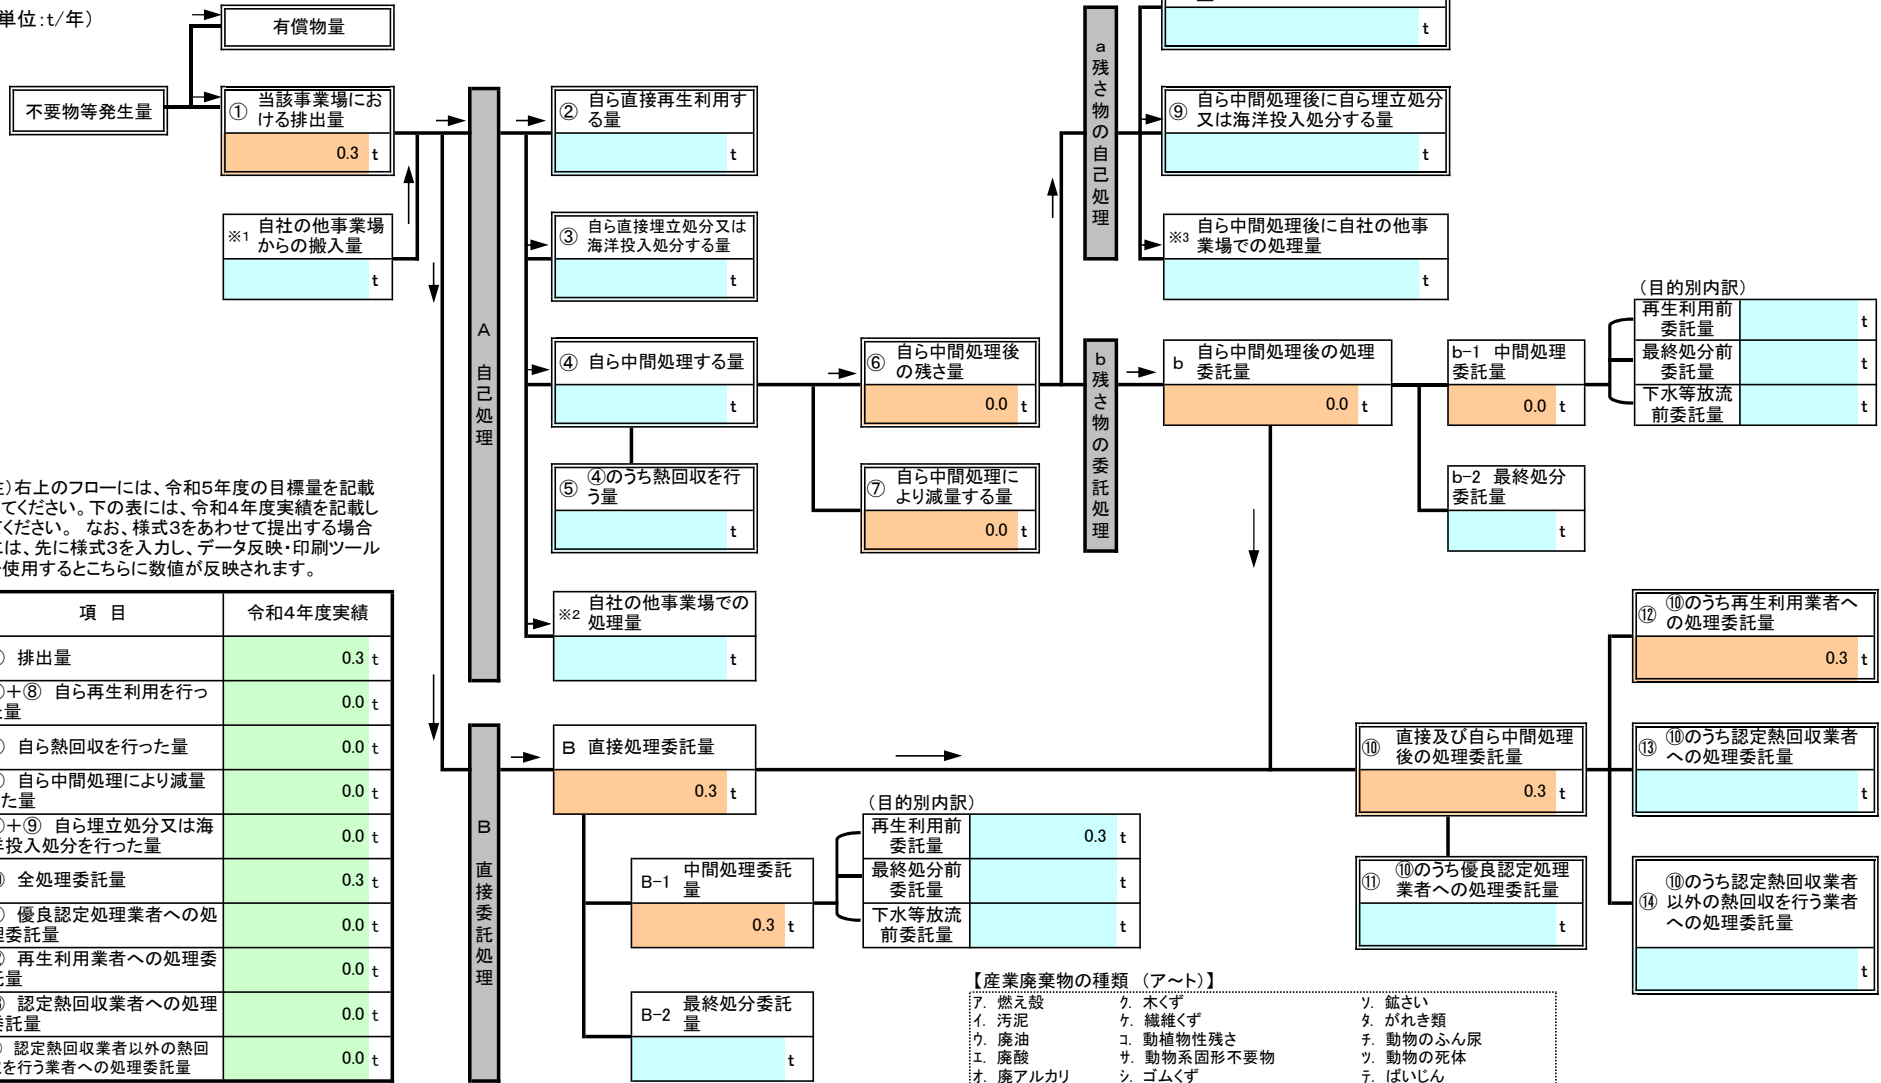 単位：t/年）
有償物量
不要物等発生量
① 当該事業場にお
ける排出量
0.3 t
※1 自社の他事業場
からの搬入量
t
A 自己処理
② 自ら直接再生利用す
る量
t
③ 自ら直接埋立処分又は
海洋投入処分する量
t
④ 自ら中間処理する量
t
⑤ ④のうち熱回収を行
う量
t
※2 自社の他事業場での
処理量
t
⑥ 自ら中間処理後
の残さ量
0.0 t
⑦ 自ら中間処理に
より減量する量
0.0 t
a 残さ物の自己処理
t
⑨ 自ら中間処理後に自ら埋立処分
又は海洋投入処分する量
t
※3 自ら中間処理後に自社の他事
業場での処理量
t
b 残さ物の委託処理
b 自ら中間処理後の処理
委託量
0.0 t
b-1 中間処理
委託量
0.0 t
b-2 最終処分
委託量
t
（目的別内訳）
再生利用前
委託量
t
最終処分前
委託量
t
下水等放流
前委託量
t
）右上のフローには、令和5年度の目標量を記載
てください。下の表には、令和4年度実績を記載し
ください。 なお、様式3をあわせて提出する場合
は、先に様式3を入力し、データ反映・印刷ツール
使用するとこちらに数値が反映されます。
項 目 令和4年度実績
） 排出量 0.3 t
）＋⑧ 自ら再生利用を行っ
量
0.0 t
） 自ら熱回収を行った量 0.0 t
） 自ら中間処理により減量
た量
0.0 t
）＋⑨ 自ら埋立処分又は海
投入処分を行った量
0.0 t
） 全処理委託量 0.3 t
） 優良認定処理業者への処
委託量
0.0 t
） 再生利用業者への処理委
量
0.0 t
） 認定熱回収業者への処理
託量
0.0 t
） 認定熱回収業者以外の熱回
を行う業者への処理委託量
0.0 t
B 直接委託処理
B 直接処理委託量
0.3 t
B-1 中間処理委託
量
0.3 t
B-2 最終処分委託
量
t
（目的別内訳）
再生利用前
委託量
0.3 t
最終処分前
委託量
t
下水等放流
前委託量
t
⑩ 直接及び自ら中間処理
後の処理委託量
0.3 t
⑪ ⑩のうち優良認定処理
業者への処理委託量
t
⑫ ⑩のうち再生利用業者へ
の処理委託量
0.3 t
⑬ ⑩のうち認定熱回収業者
への処理委託量
t
⑭ ⑩のうち認定熱回収業者
以外の熱回収を行う業者
への処理委託量
t
【産業廃棄物の種類 （ア～ト）】
ア. 燃え殻 ク. 木くず ソ. 鉱さい
イ. 汚泥 ケ. 繊維くず タ. がれき類
ウ. 廃油 コ. 動植物性残さ チ. 動物のふん尿
エ. 廃酸 サ. 動物系固形不要物 ツ. 動物の死体
オ. 廃アルカリ シ. ゴムくず テ. ばいじん